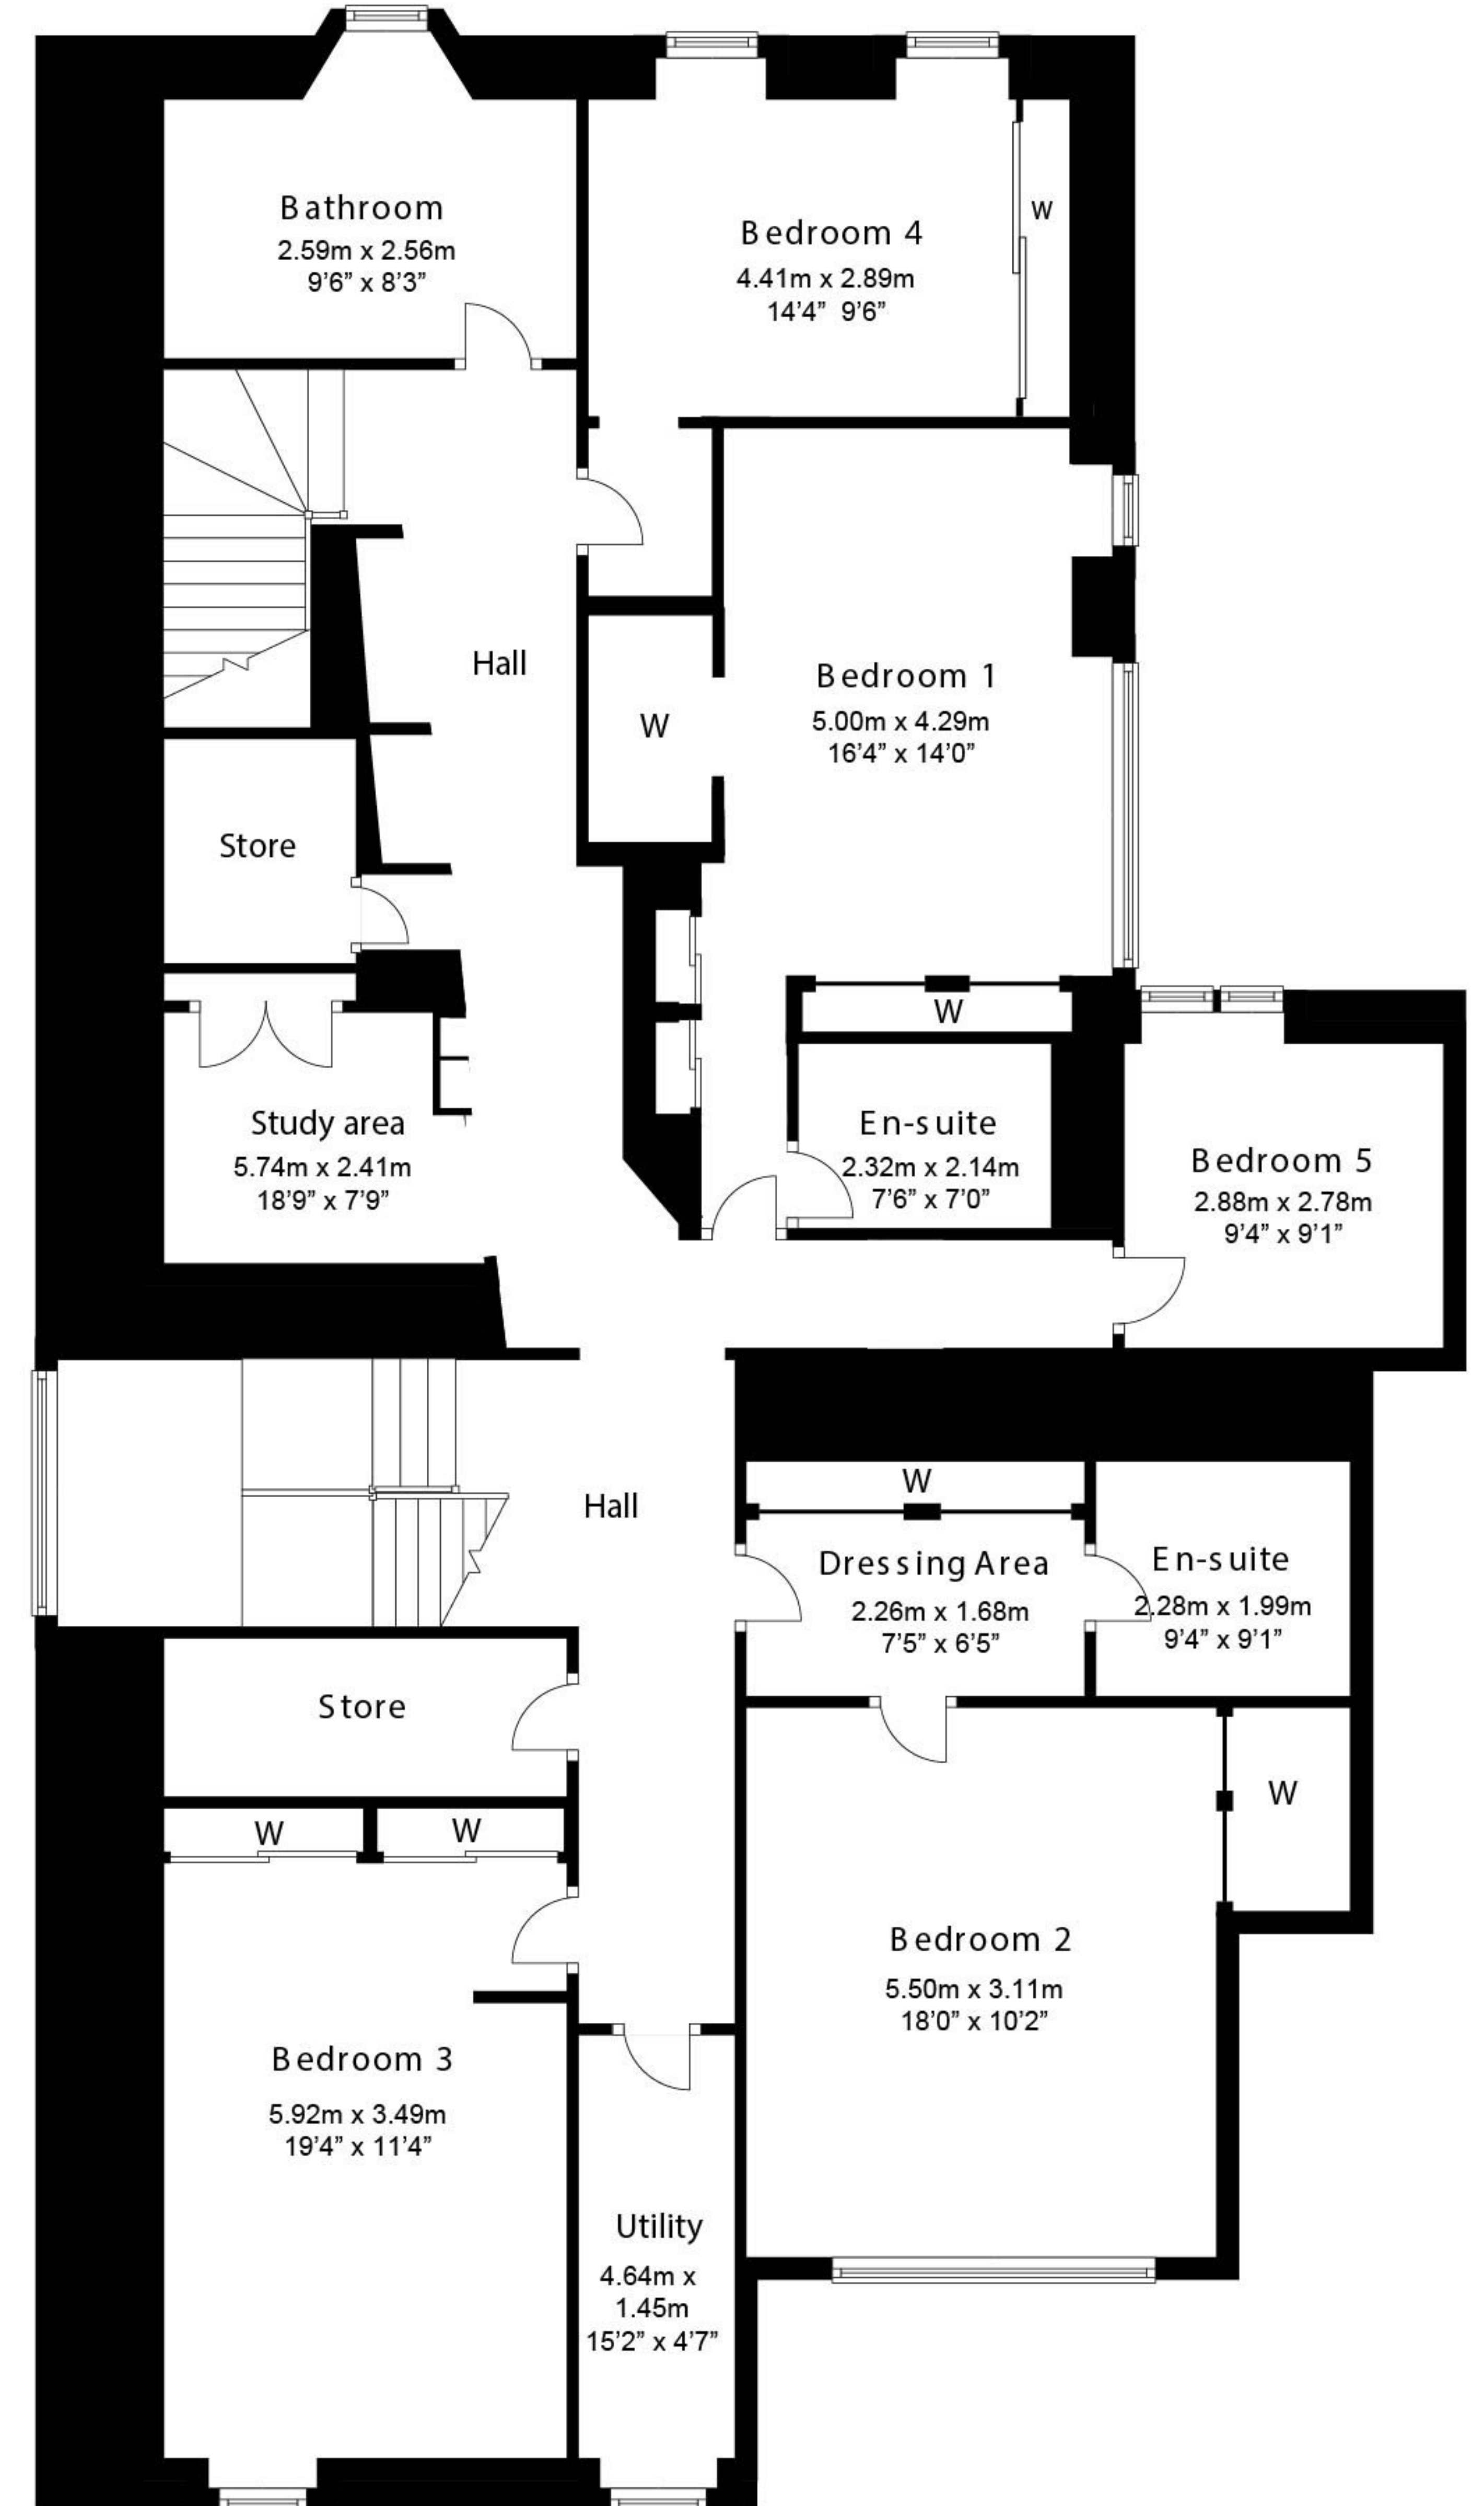 Bathroom
2.59m x 2.56m
9’6” x 8’3”
Bedroom 4
4.41m x 2.89m
14’4” 9’6”
W
Hall
W
Bedroom 1
5.00m x 4.29m
16’4” x 14’0”
Store
W
Study area
5.74m x 2.41m
18’9” x 7’9”
En-suite
2.32m x 2.14m
7’6” x 7’0”
Bedroom 5
2.88m x 2.78m
9’4” x 9’1”
Hall
W
Dressing Area
2.26m x 1.68m
7’5” x 6’5”
En-suite
2.28m x 1.99m
9’4” x 9’1”
Store
W
W
W
Bedroom 2
5.50m x 3.11m
18’0” x 10’2”
Bedroom 3
5.92m x 3.49m
19’4” x 11’4”
Utility
4.64m x
1.45m
15’2” x 4’7”